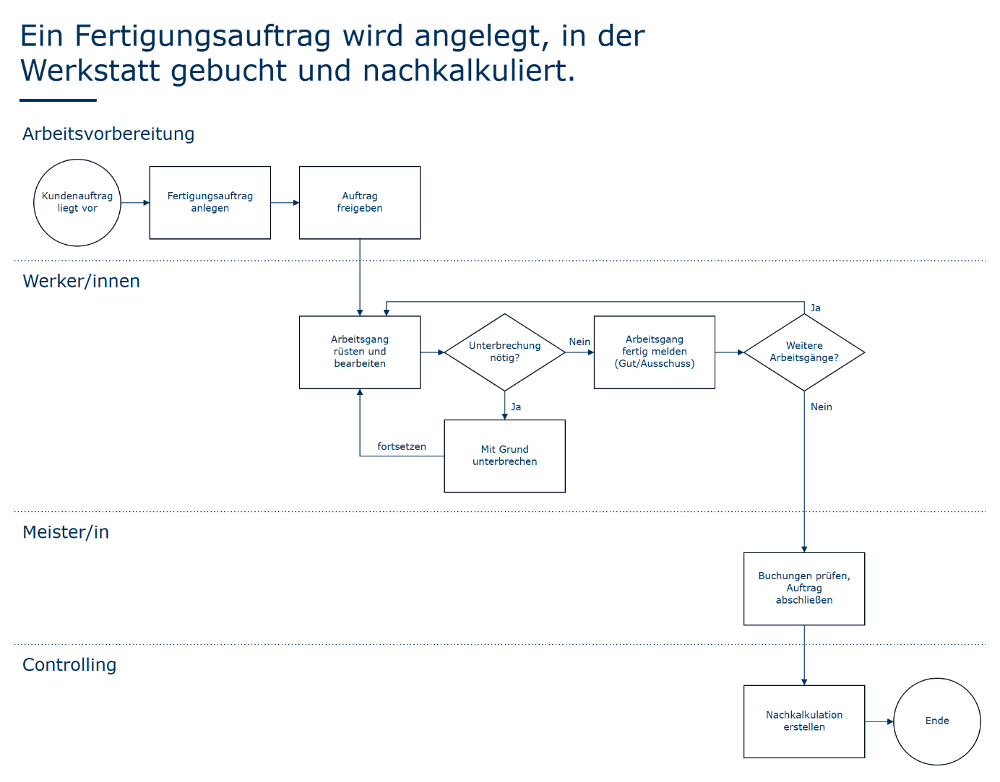 Ein Fertigungsauftrag wird angelegt, in der
Werkstatt gebucht und nachkalkuliert.
Arbeitsvorbereitung
Kundenauftrag
liegt vor
Fertigungsauftrag
anlegen
Auftrag
freigeben
Werker/innen
Arbeitsgang
rüsten und
bearbeiten
Unterbrechung
nötig?
Nein
Arbeitsgang
fertig melden
(Gut/Ausschuss)
Weitere
Arbeitsgänge?
Ja
Ja
Nein
fortsetzen
Mit Grund
unterbrechen
Meister/in
Buchungen prüfen,
Auftrag
abschließen
Controlling
Nachkalkulation
erstellen
Ende